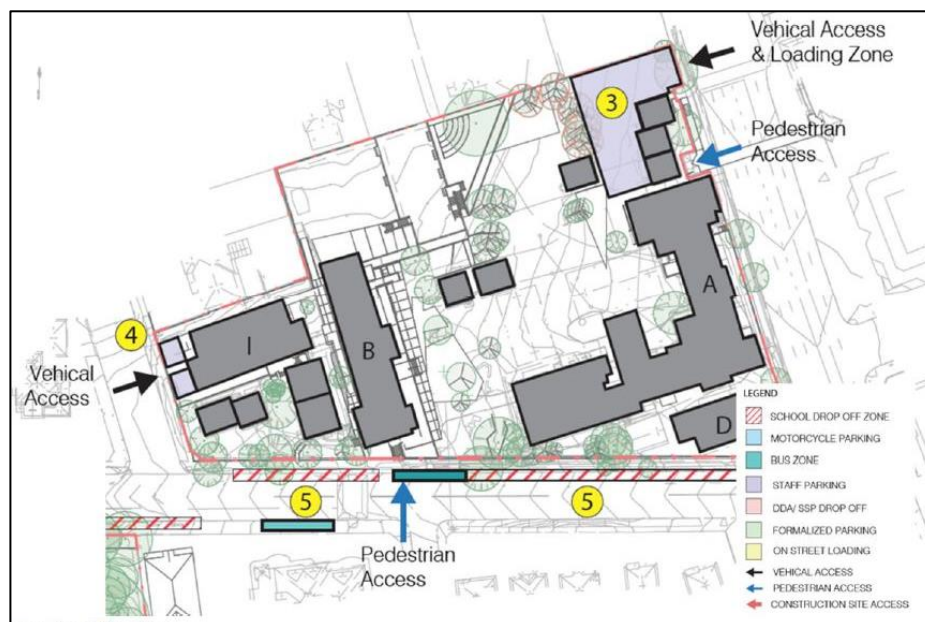 Vehical Access
& Loading Zone
3
Pedestrian
Access
A
4
I
B
Vehical
Access
D
LEGEND
SCHOOL DROP OFF ZONE
MOTORCYCLE PARKING
BUS ZONE
STAFF PARKING
DDA/ SSP DROP OFF
FORMALIZED PARKING
ON STREET LOADING
VEHICAL ACCESS
PEDESTRIAN ACCESS
CONSTRUCTION SITE ACCESS
5
5
Pedestrian
Access